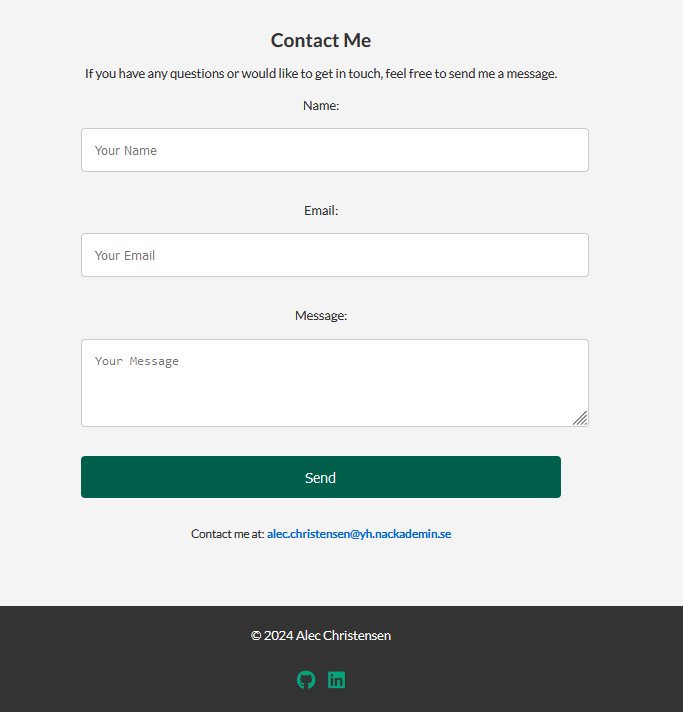 Contact Me
If you have any questions or would like to get in touch, feel free to send me a message.
Name:
Your Name
Email:
Your Email
Message:
Your Message
Send
Contact me at: alec.christensen@yh.nackademin.se
© 2024 Alec Christensen
in